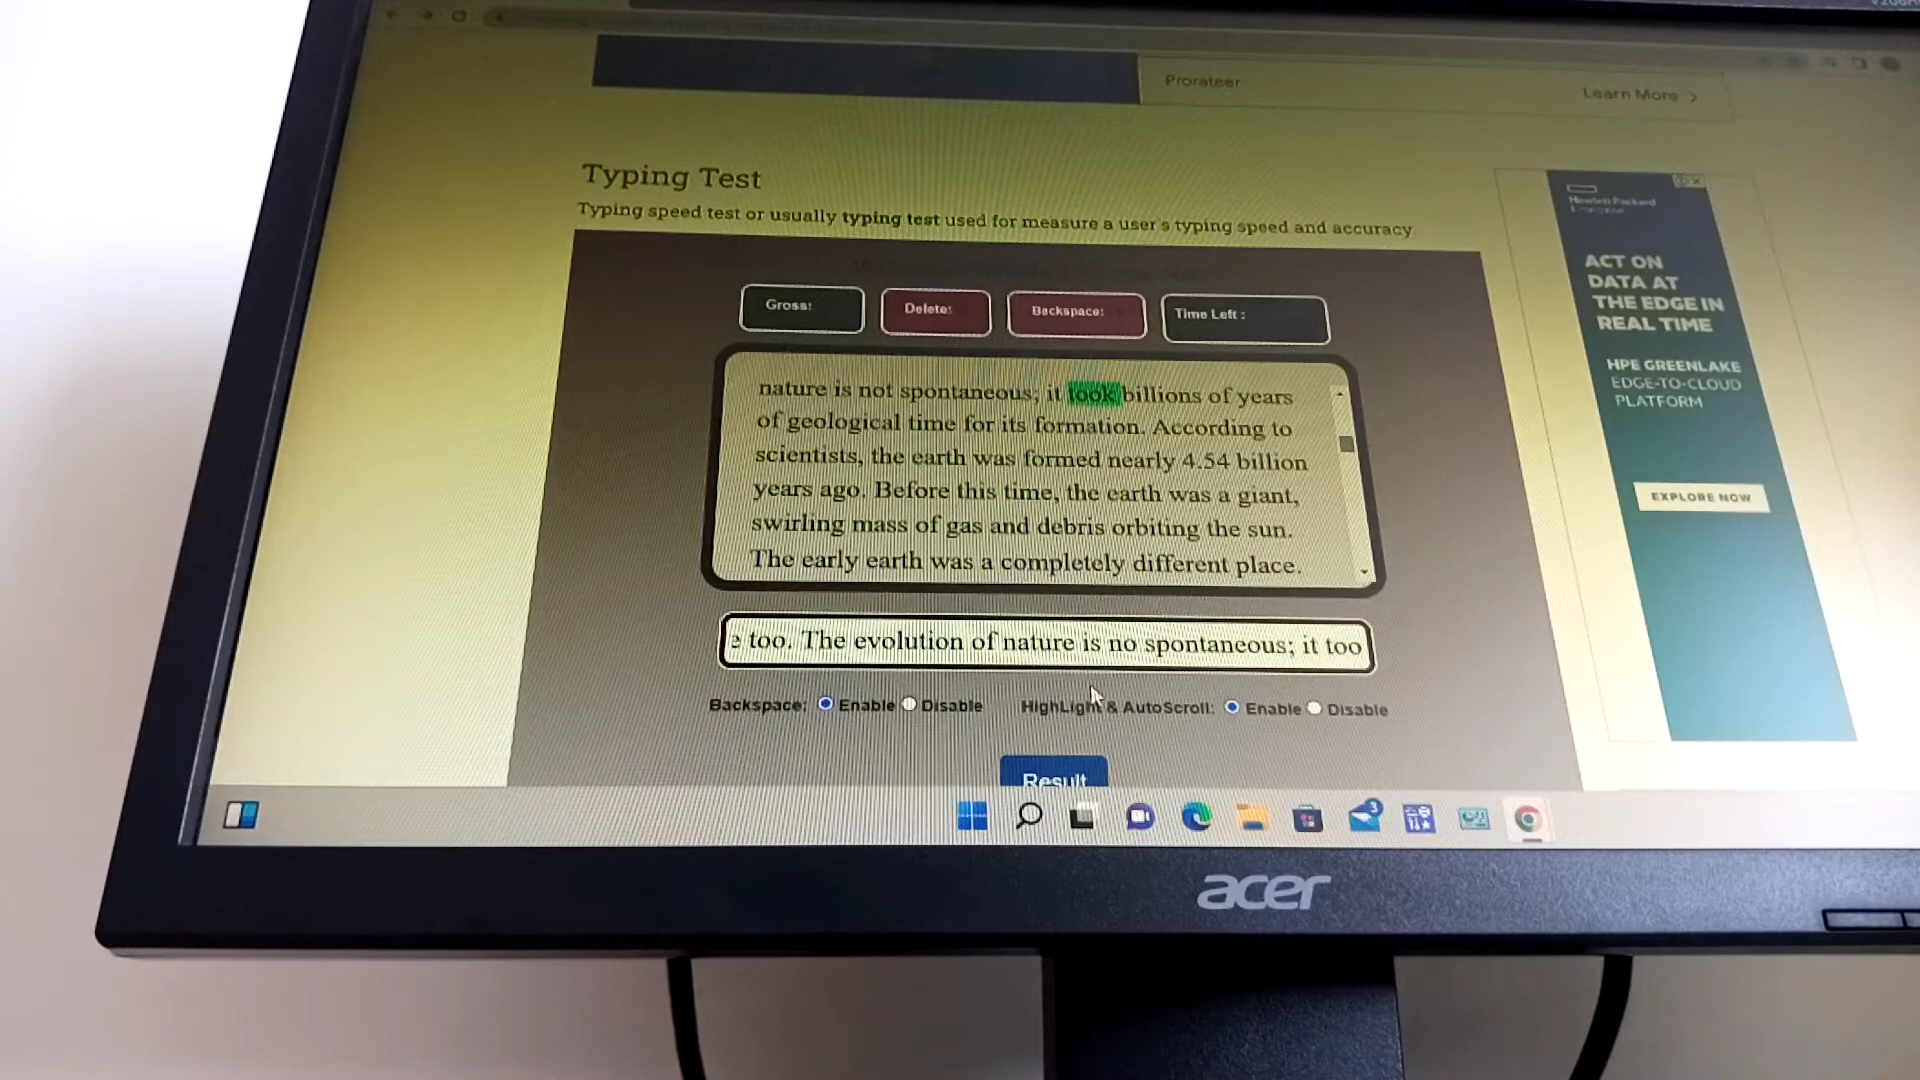 Prorateer
Learn More >
Typing Test
Typing speed test or usually typing test used for measure a user's typing speed and accuracy
Gross:
Delete:
Backspace:
Time Left :
nature is not spontaneous; it took billions of years
of geological time for its formation. According to
scientists, the earth was formed nearly 4.54 billion
years ago. Before this time, the earth was a giant,
swirling mass of gas and debris orbiting the sun.
The early earth was a completely different place.
e too. The evolution of nature is no spontaneous; it too
Backspace: Enable Disable
HighLight & AutoScroll: Enable Disable
Result
Hewlett Packard
Enterprise
ACT ON
DATA AT
THE EDGE IN
REAL TIME
HPE GREENLAKE
EDGE-TO-CLOUD
PLATFORM
EXPLORE NOW
3
acer